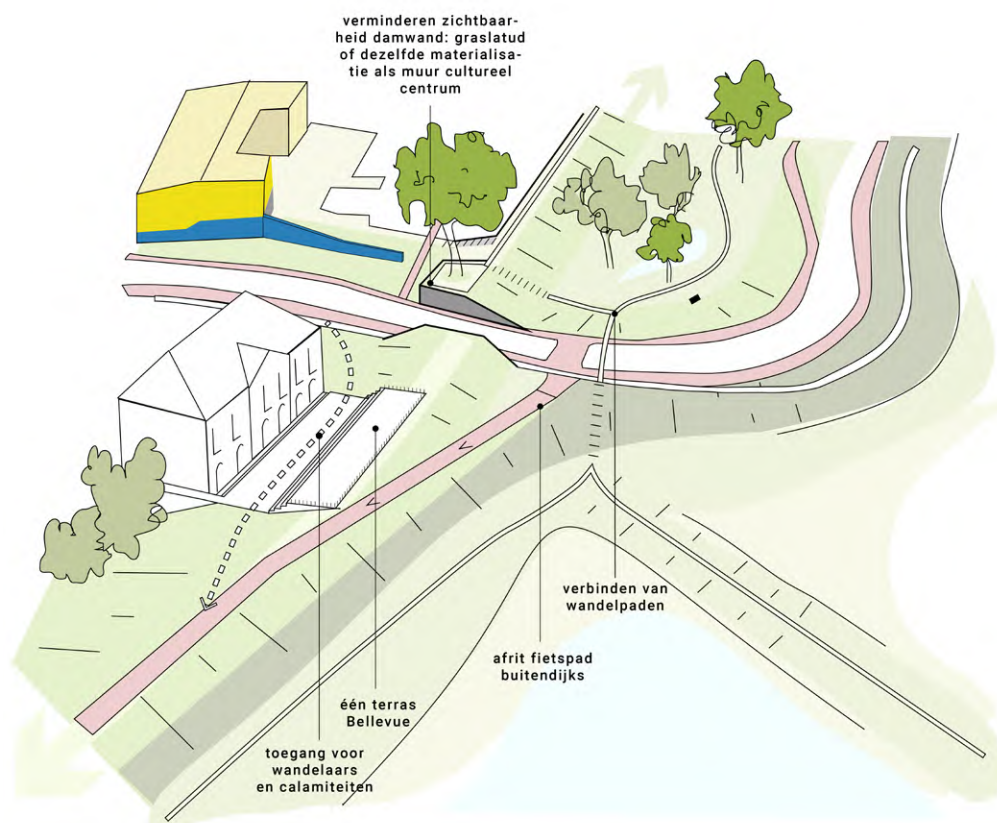 verminderen zichtbaar-
heid damwand: graslatud
of dezelfde materialisa-
tie als muur cultureel
centrum
verbinden van
wandelpaden
afrit fietspad
buitendijks
één terras
Bellevue
toegang voor
wandelaars
en calamiteiten